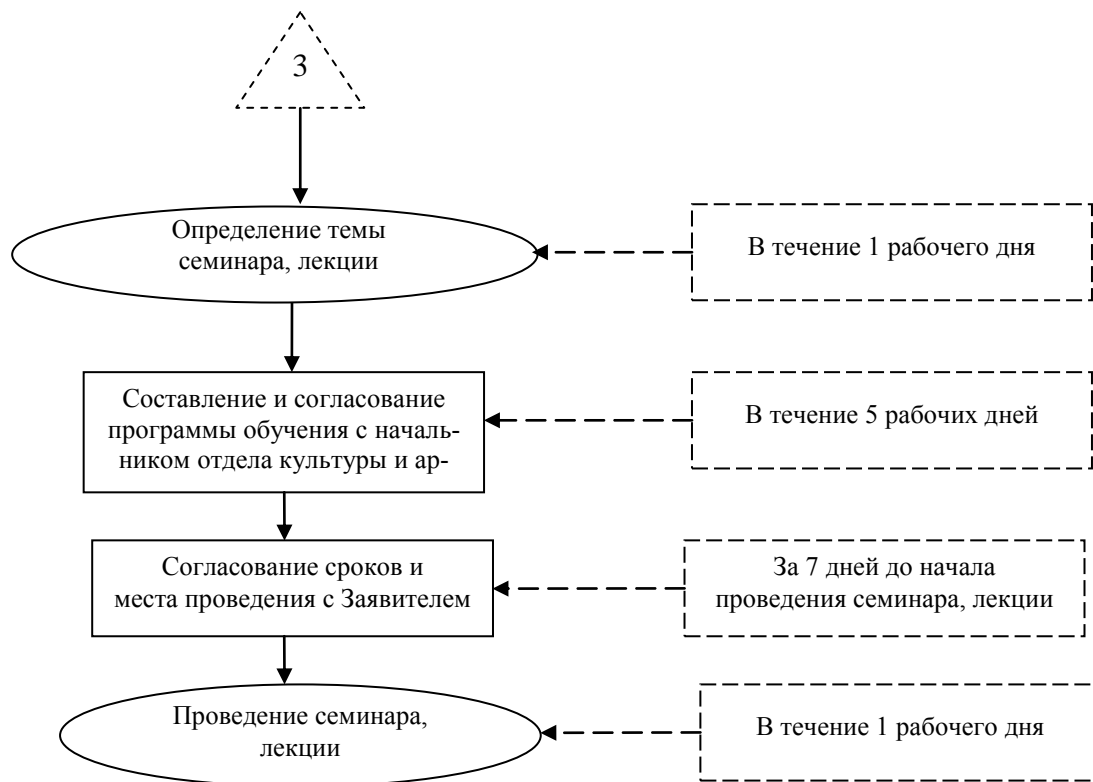 3
Определение темы
семинара, лекции
В течение 1 рабочего дня
Составление и согласование
программы обучения с началь-
ником отдела культуры и ар-
В течение 5 рабочих дней
Согласование сроков и
места проведения с Заявителем
За 7 дней до начала
проведения семинара, лекции
Проведение семинара,
лекции
В течение 1 рабочего дня